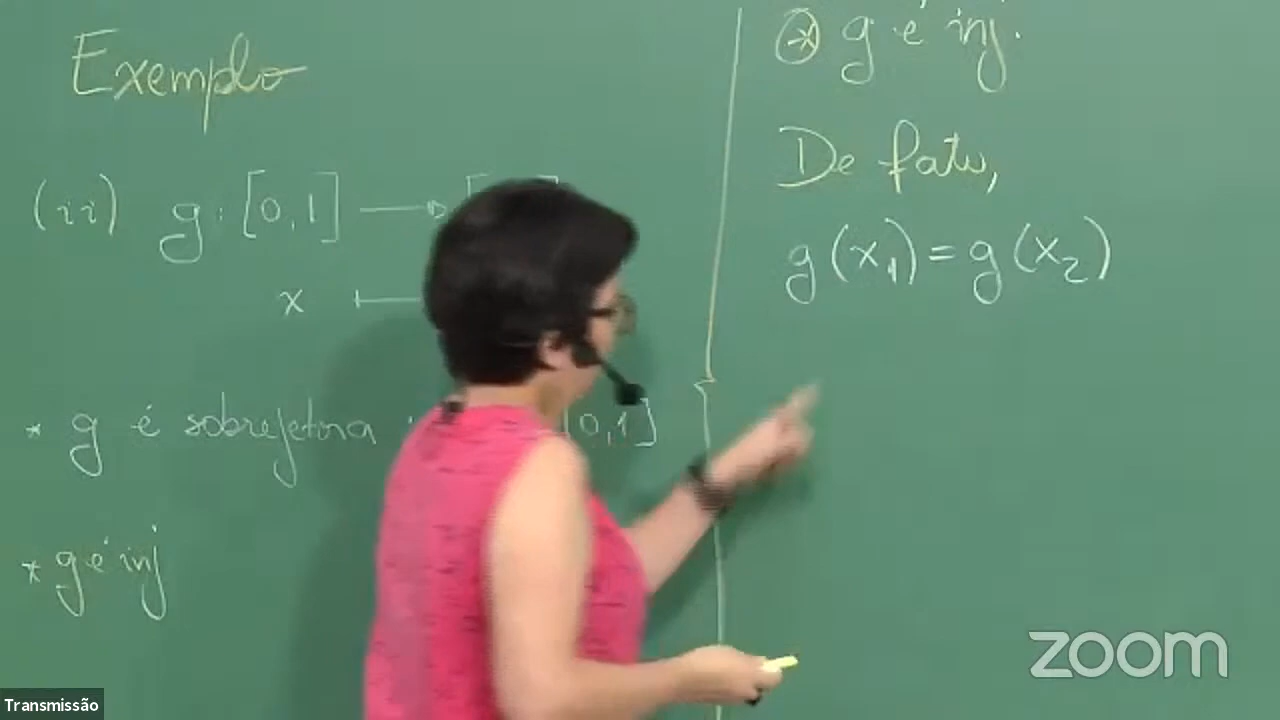 Exemplo
(ii) g: [0,1] → [
x ⟼
* g é sobrejetora : [0,1]
* g é inj
⊛ g é inj.
De fato,
g(x₁) = g(x₂)
zoom
Transmissão